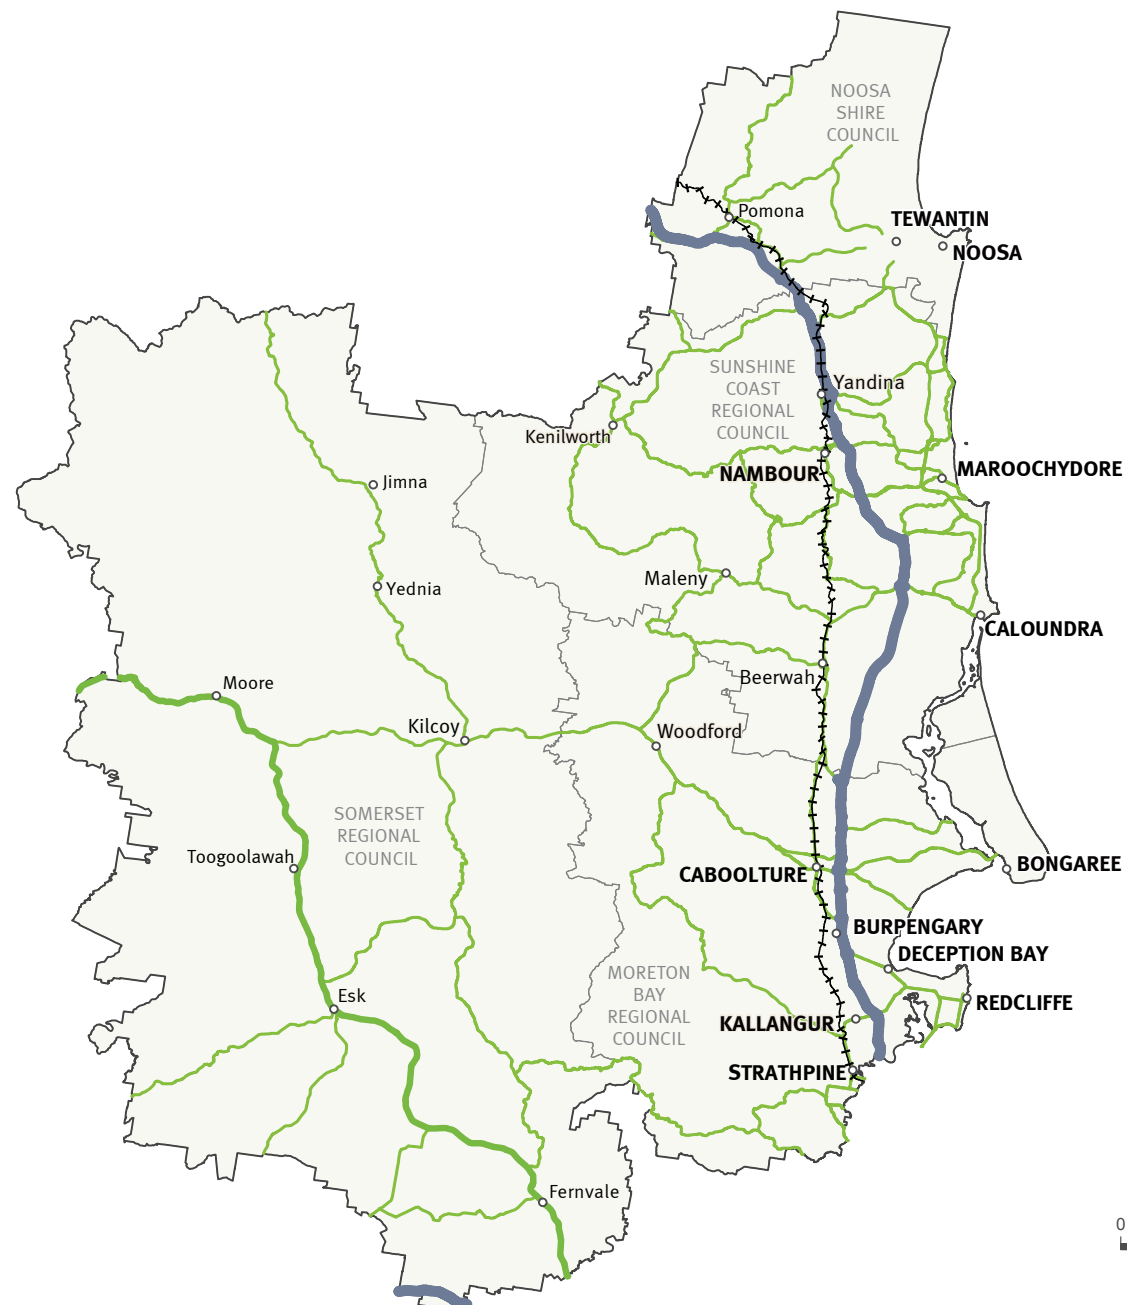 NOOSA
SHIRE
COUNCIL
Pomona
TEWANTIN
NOOSA
SUNSHINE
COAST
REGIONAL
COUNCIL
Yandina
Kenilworth
NAMBOUR
MAROOCHYDORE
Jimna
Maleny
Yednia
CALOUNDRA
Beerwah
Moore
Kilcoy
Woodford
SOMERSET
REGIONAL
COUNCIL
Toogoolawah
CABOOLTURE
BONGAREE
BURPENGARY
DECEPTION BAY
MORETON
BAY
REGIONAL
COUNCIL
Esk
REDCLIFFE
KALLANGUR
STRATHPINE
Fernvale
0